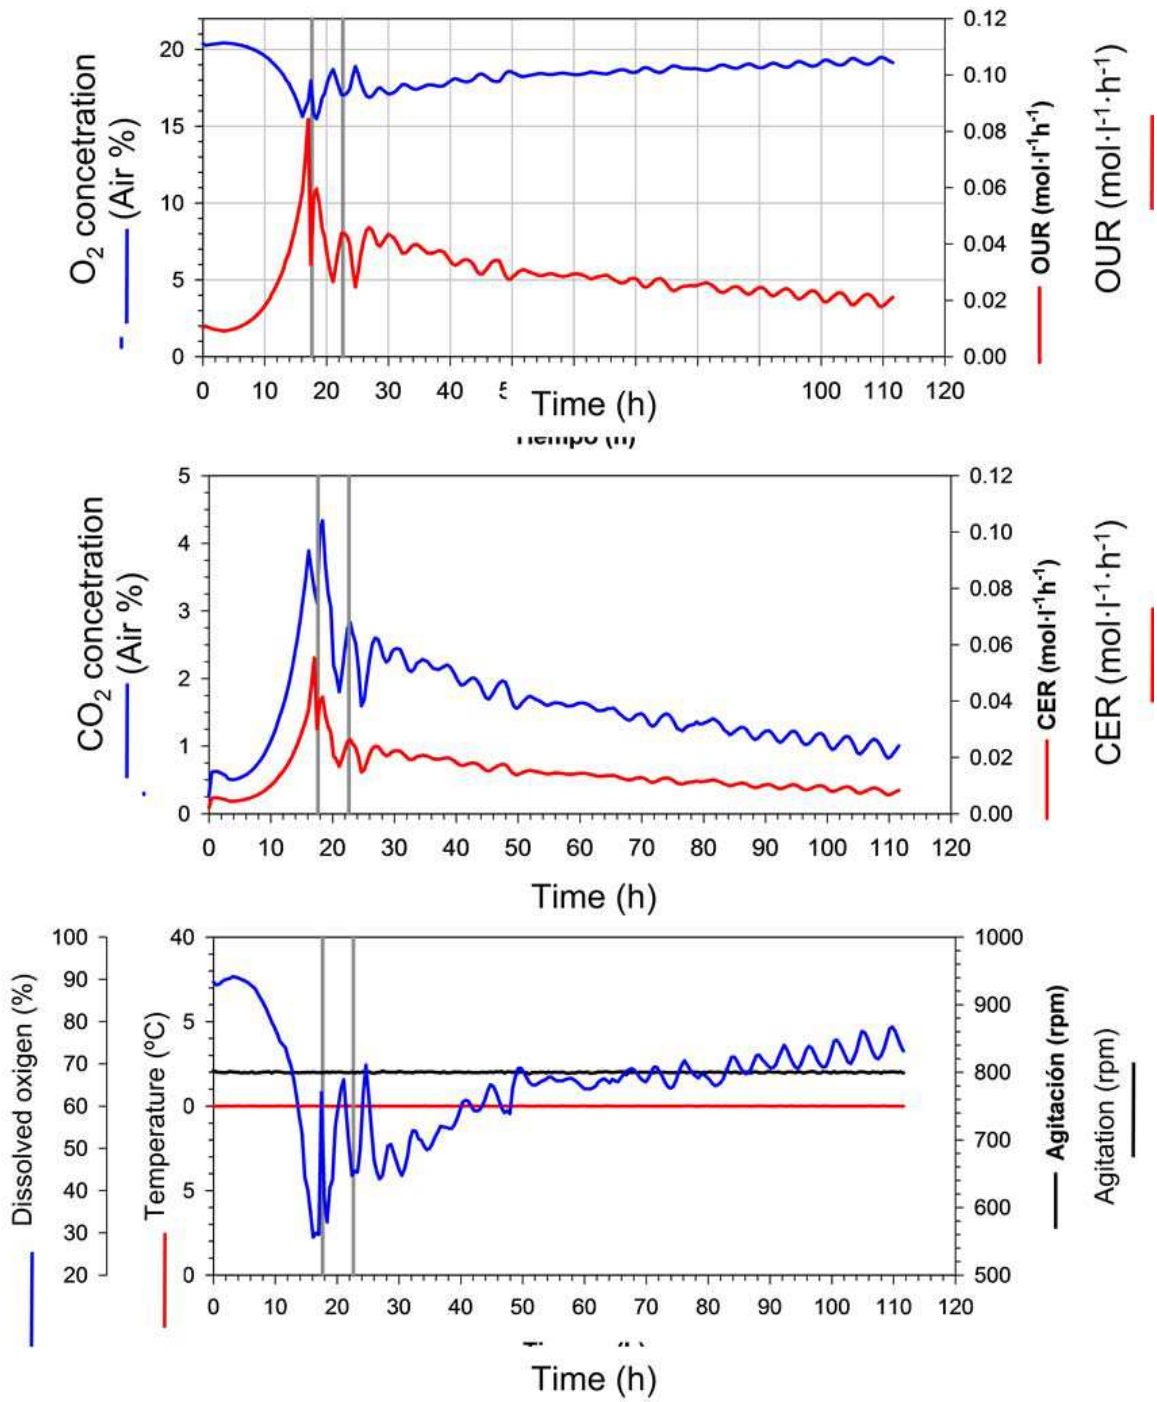 O₂ concetration
(Air %)
20
15
10
5
0
0.12
0.10
0.08
0.06
0.04
0.02
0.00
OUR (mol·l⁻¹h⁻¹)
OUR (mol·l⁻¹·h⁻¹)
0 10 20 30 40 100 110 120
Time (h)
CO₂ concetration
(Air %)
5
4
3
2
1
0
0.12
0.10
0.08
0.06
0.04
0.02
0.00
CER (mol·l⁻¹h⁻¹)
CER (mol·l⁻¹·h⁻¹)
0 10 20 30 40 50 60 70 80 90 100 110 120
Time (h)
Dissolved oxigen (%)
100
90
80
70
60
50
40
30
20
Temperature (ºC)
40
5
0
5
0
1000
900
800
700
600
500
Agitación (rpm)
Agitation (rpm)
0 10 20 30 40 50 60 70 80 90 100 110 120
Time (h)